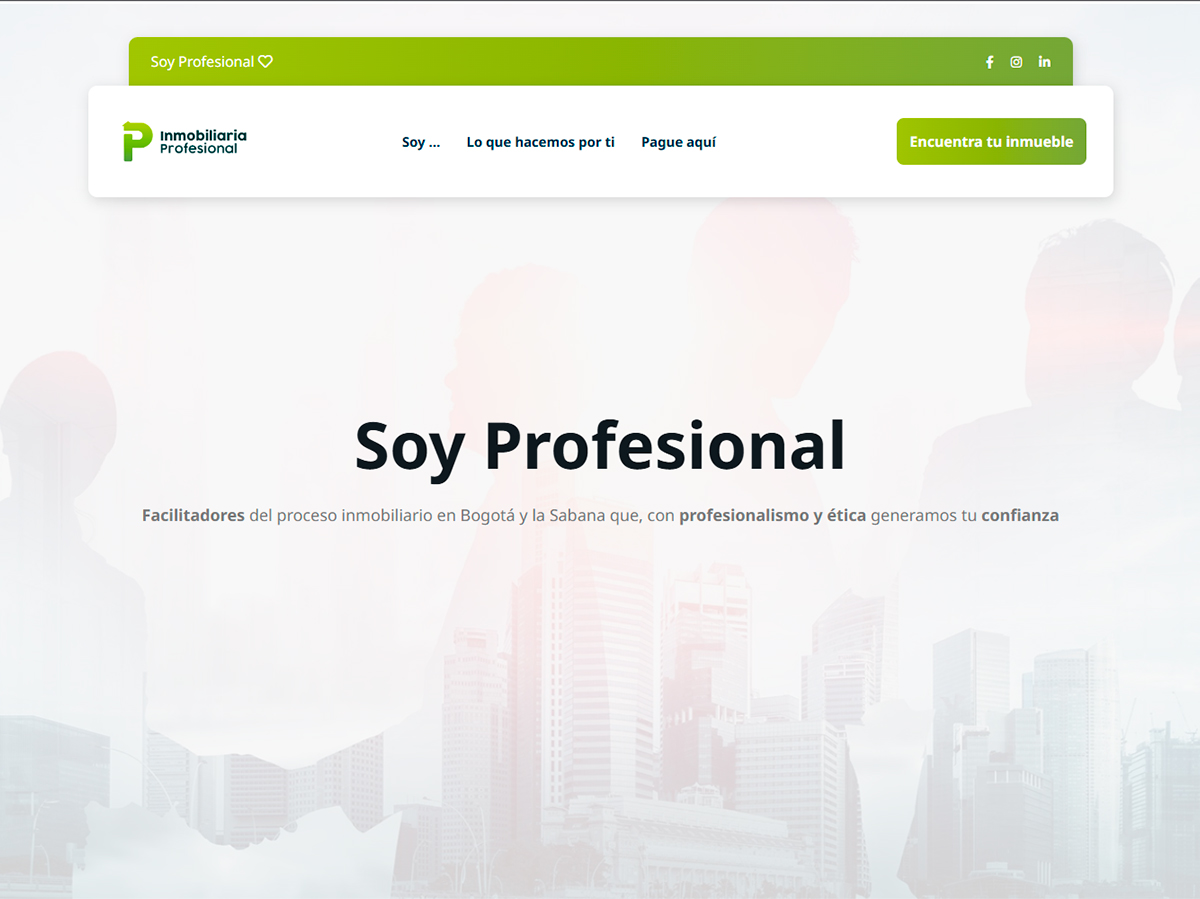 Soy Profesional
Inmobiliaria
Profesional
Soy ... Lo que hacemos por ti Pague aquí
Encuentra tu inmueble
Soy Profesional
Facilitadores del proceso inmobiliario en Bogotá y la Sabana que, con profesionalismo y ética generamos tu confianza